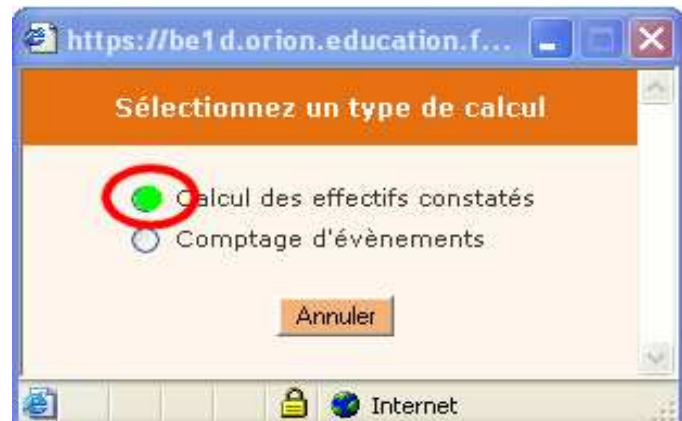 https://be1d.orion.education.f...
Sélectionnez un type de calcul
Calcul des effectifs constatés
Comptage d'évènements
Annuler
Internet